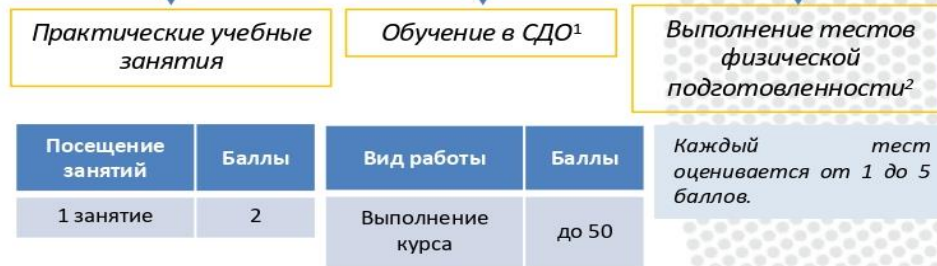 Практические учебные
занятия
Обучение в СДО¹
Выполнение тестов
физической
подготовленности²
Посещение
занятий
Баллы
1 занятие
2
Вид работы
Баллы
Выполнение
курса
до 50
Каждый тест
оценивается от 1 до 5
баллов.